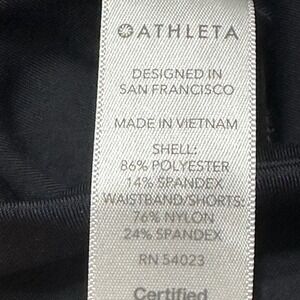 ATHLETA
DESIGNED IN
SAN FRANCISCO
MADE IN VIETNAM
SHELL:
86% POLYESTER
14% SPANDEX
WAISTBAND/SHORTS:
76% NYLON
24% SPANDEX
RN 54023
Certified